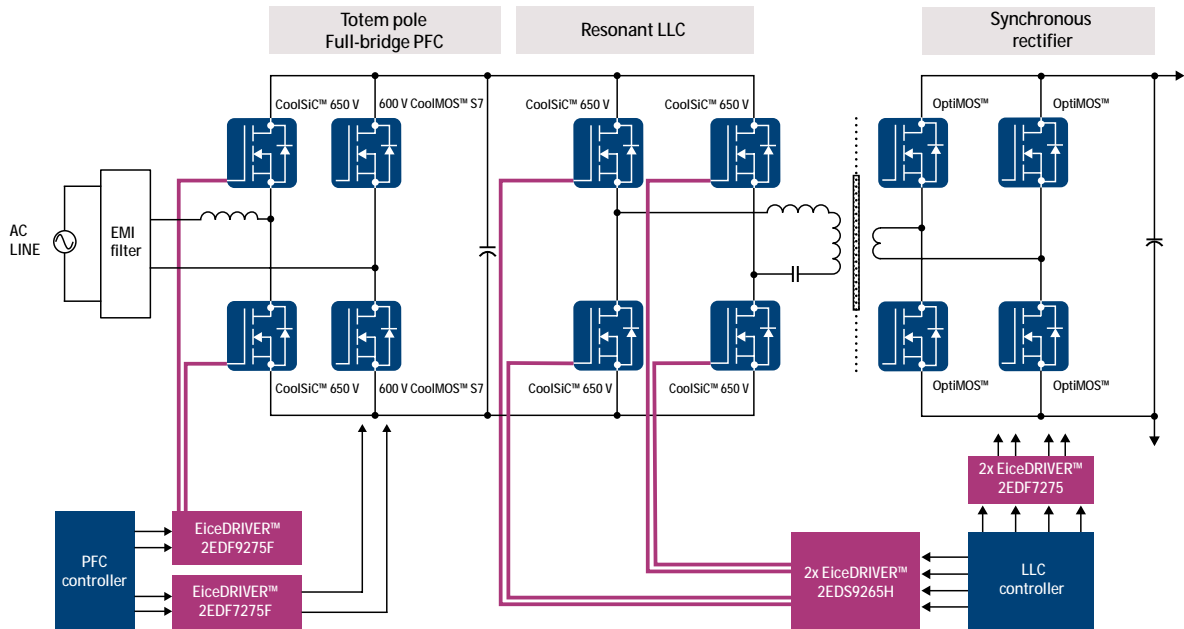 Totem pole
Full-bridge PFC
Resonant LLC
Synchronous
rectifier
CoolSiC™ 650 V
600 V CoolMOS™ S7
CoolSiC™ 650 V
CoolSiC™ 650 V
OptiMOS™
OptiMOS™
AC
LINE
EMI
filter
CoolSiC™ 650 V
600 V CoolMOS™ S7
CoolSiC™ 650 V
CoolSiC™ 650 V
OptiMOS™
OptiMOS™
2x EiceDRIVER™
2EDF7275
PFC
controller
EiceDRIVER™
2EDF9275F
EiceDRIVER™
2EDF7275F
2x EiceDRIVER™
2EDS9265H
LLC
controller